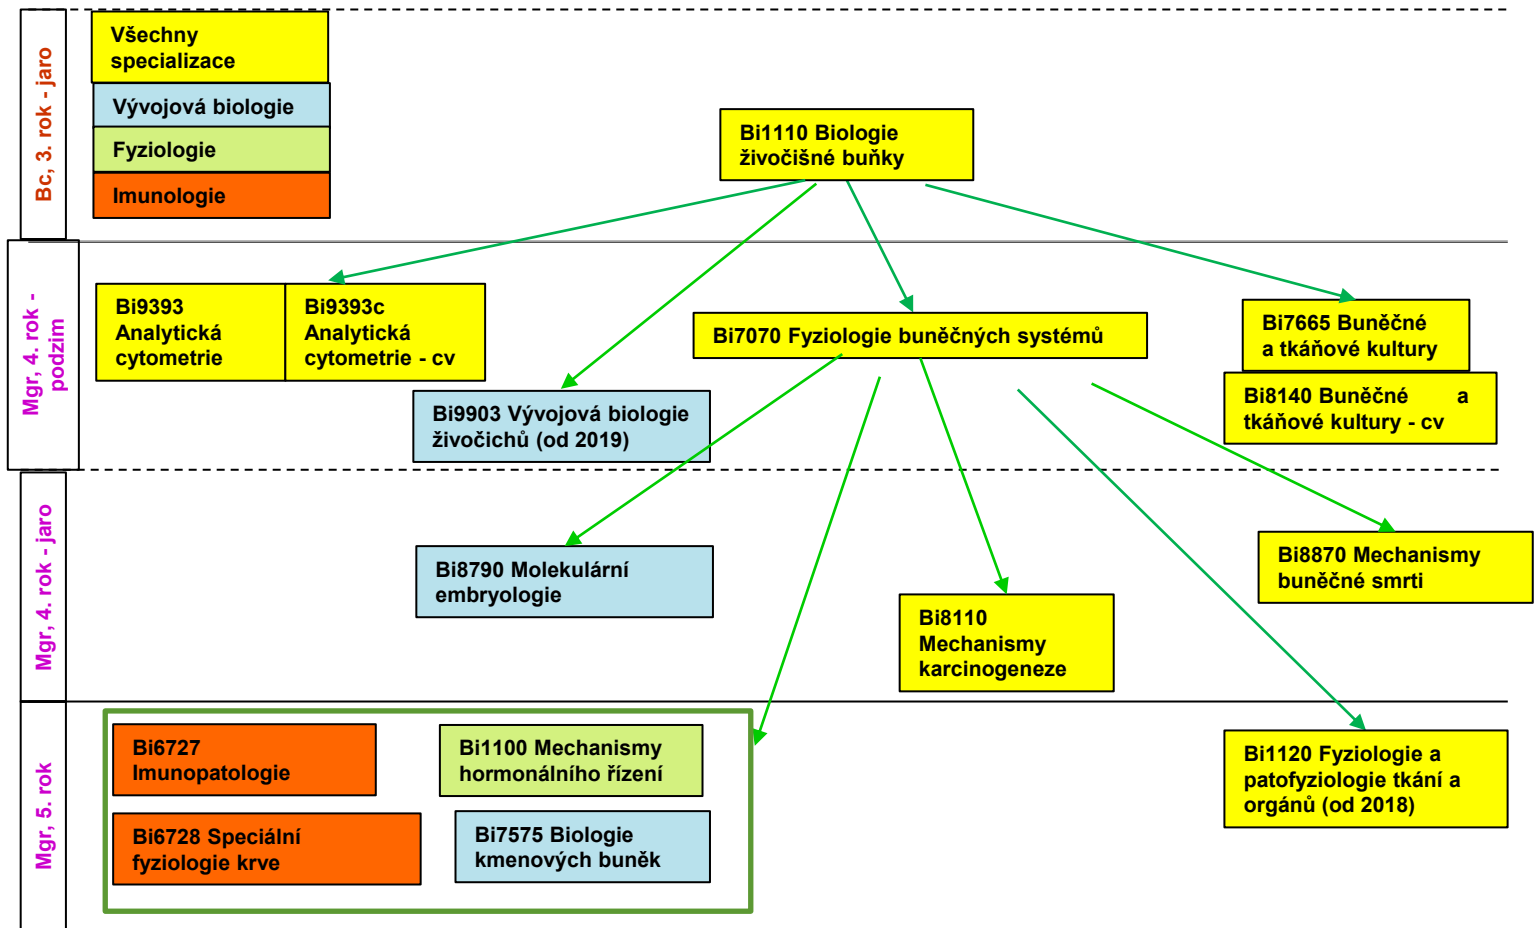 Bc, 3. rok - jaro
Všechny
specializace
Vývojová biologie
Fyziologie
Imunologie
Bi1110 Biologie
živočišné buňky
Mgr, 4. rok -
podzim
Bi9393
Analytická
cytometrie
Bi9393c
Analytická
cytometrie - cv
Bi7070 Fyziologie buněčných systémů
Bi7665 Buněčné
a tkáňové kultury
Bi8140 Buněčné a
tkáňové kultury - cv
Bi9903 Vývojová biologie
živočichů (od 2019)
Mgr, 4. rok - jaro
Bi8790 Molekulární
embryologie
Bi8110
Mechanismy
karcinogeneze
Bi8870 Mechanismy
buněčné smrti
Mgr, 5. rok
Bi6727
Imunopatologie
Bi1100 Mechanismy
hormonálního řízení
Bi6728 Speciální
fyziologie krve
Bi7575 Biologie
kmenových buněk
Bi1120 Fyziologie a
patofyziologie tkání a
orgánů (od 2018)